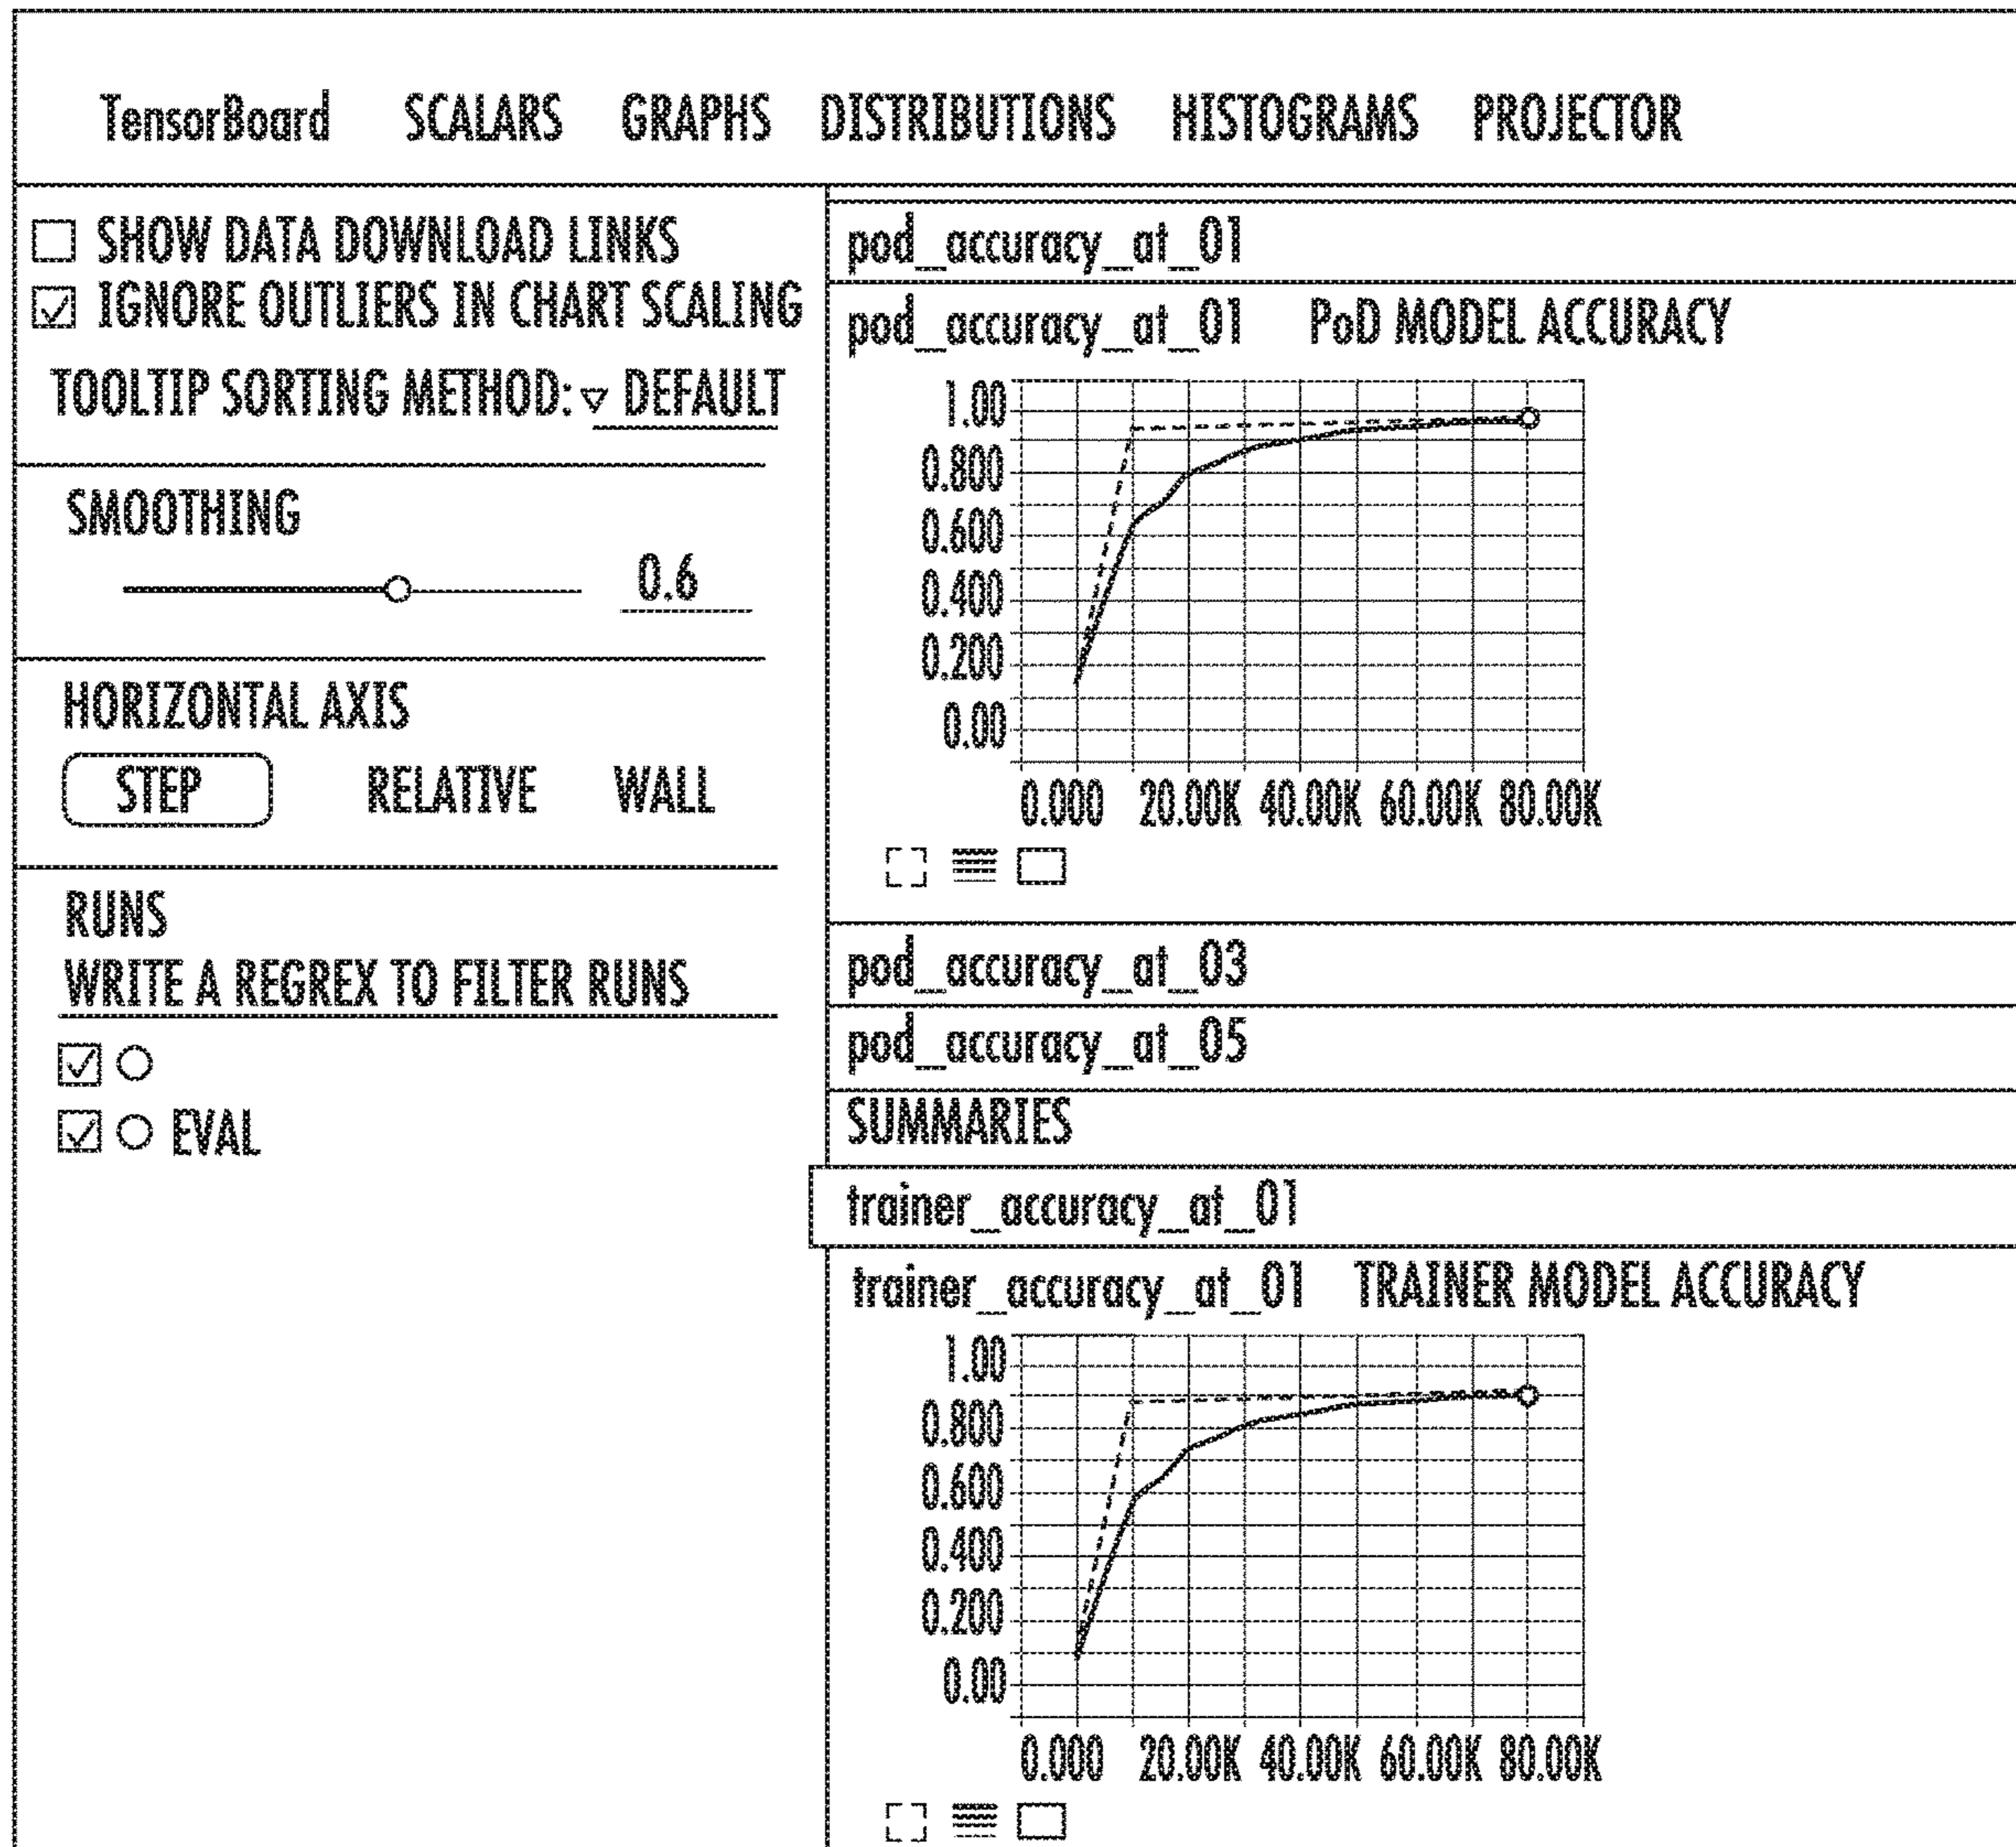 TensorBoard SCALARS GRAPHS DISTRIBUTIONS HISTOGRAMS PROJECTOR
SHOW DATA DOWNLOAD LINKS
IGNORE OUTLIERS IN CHART SCALING
TOOLTIP SORTING METHOD: DEFAULT
SMOOTHING
0.6
HORIZONTAL AXIS
STEP RELATIVE WALL
RUNS
WRITE A REGREX TO FILTER RUNS
EVAL
pod_accuracy_at_01
pod_accuracy_at_01 PoD MODEL ACCURACY
1.00
0.800
0.600
0.400
0.200
0.00
0.000 20.00K 40.00K 60.00K 80.00K
pod_accuracy_at_03
pod_accuracy_at_05
SUMMARIES
trainer_accuracy_at_01
trainer_accuracy_at_01 TRAINER MODEL ACCURACY
1.00
0.800
0.600
0.400
0.200
0.00
0.000 20.00K 40.00K 60.00K 80.00K